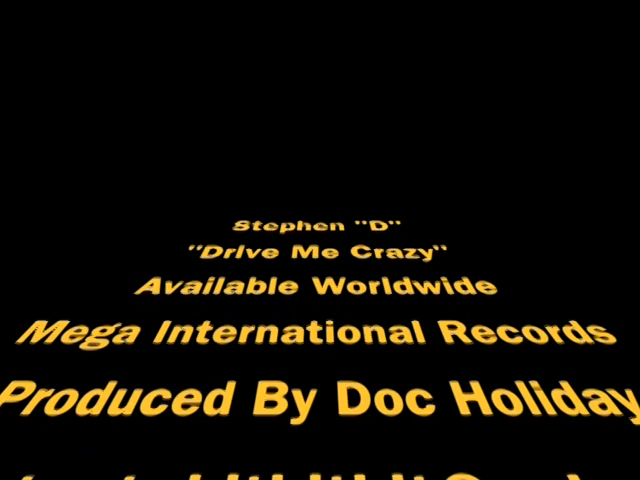 Stephen "D"
"Drive Me Crazy"
Available Worldwide
Mega International Records
Produced By Doc Holiday